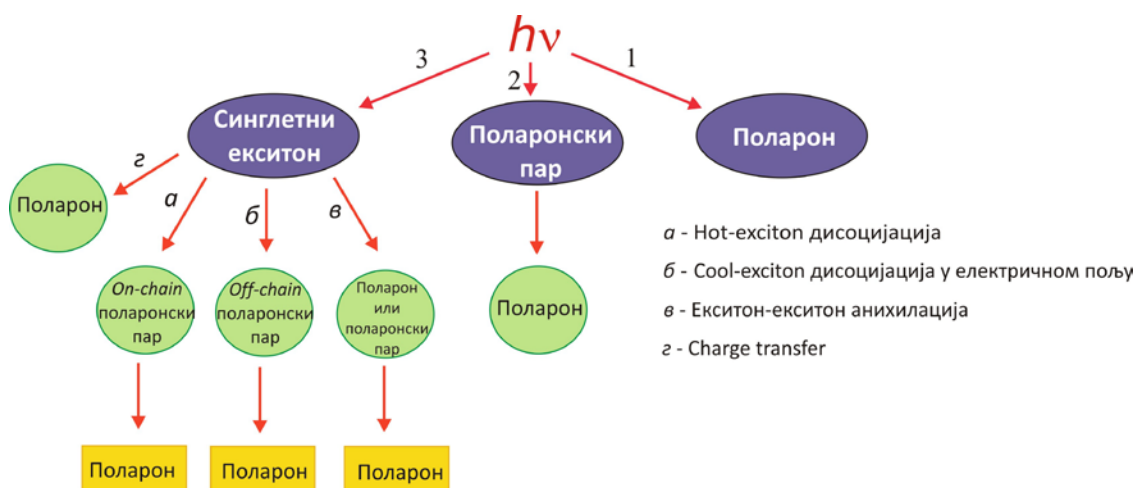 hν
3
2
1
Синглетни
екситон
Поларонски
пар
Поларон
г
а
б
в
Поларон
On-chain
поларонски
пар
Off-chain
поларонски
пар
Поларон
или
поларонски
пар
Поларон
Поларон
Поларон
Поларон
а - Hot-exciton дисоцијација
б - Cool-exciton дисоцијација у електричном пољу
в - Екситон-екситон анихилација
г - Charge transfer